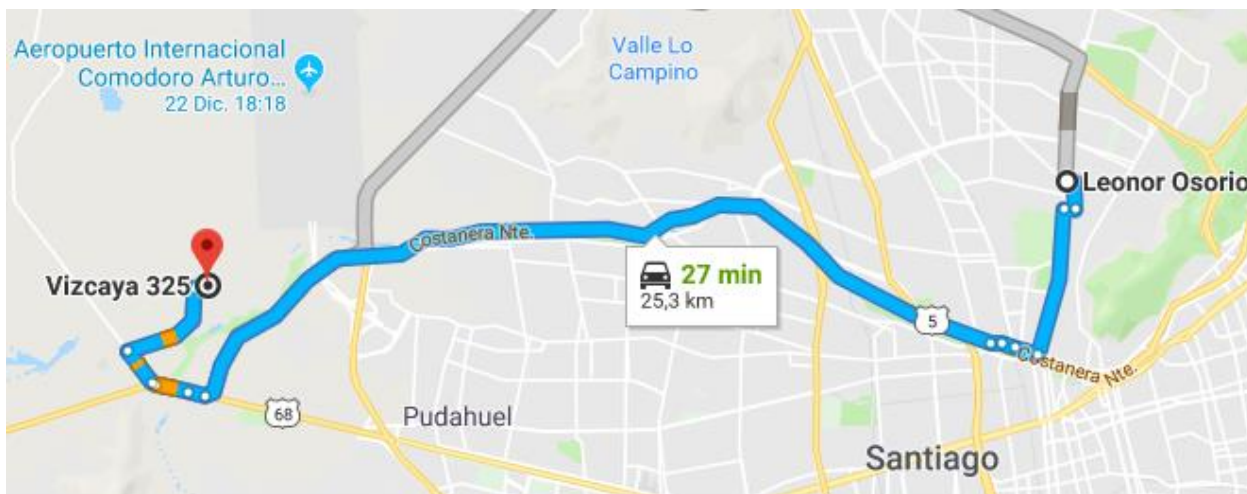 Aeropuerto Internacional
Comodoro Arturo...
22 Dic. 18:18
Valle Lo
Campino
Leonor Osorio
Costanera Nte.
Vizcaya 325
27 min
25,3 km
5
Costanera Nte.
68
Pudahuel
Santiago